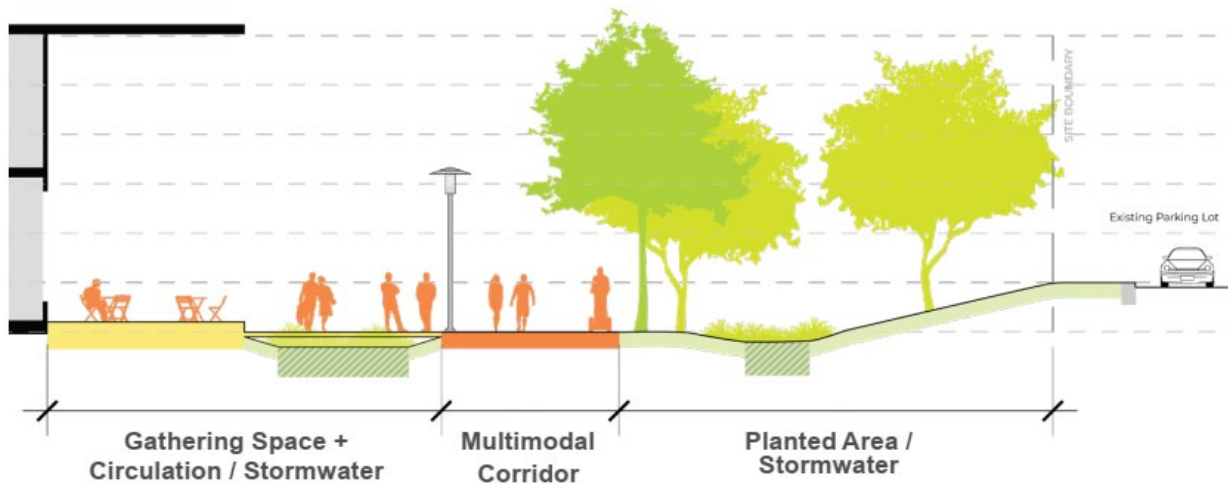 SITE BOUNDARY
Existing Parking Lot
Gathering Space +
Circulation / Stormwater
Multimodal
Corridor
Planted Area /
Stormwater